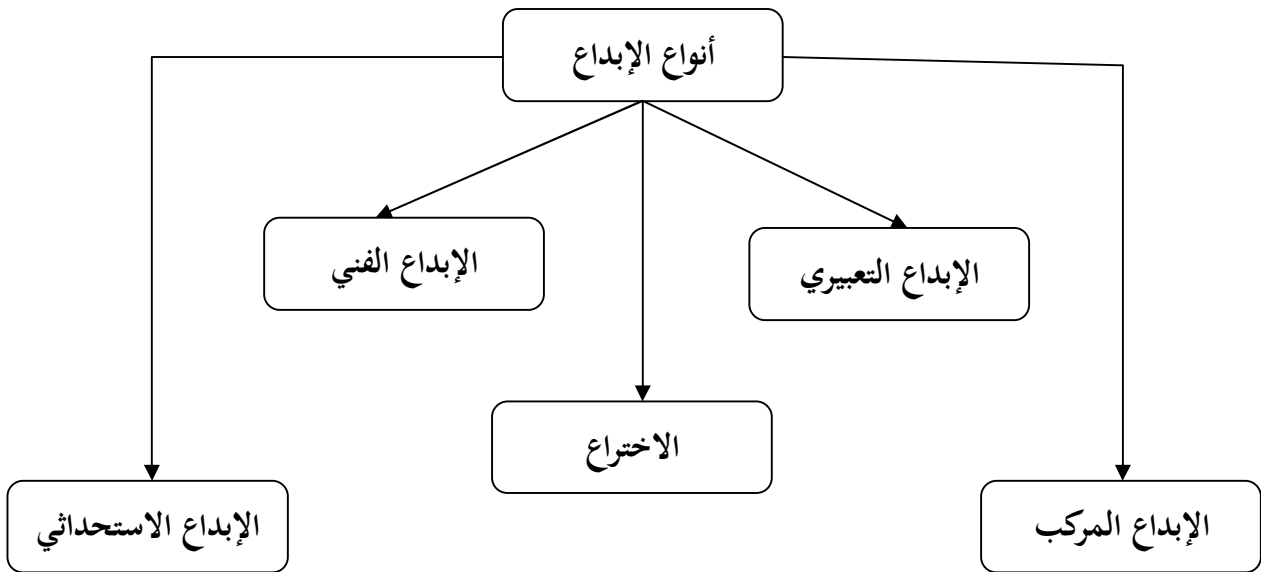 أنواع الإبداع
الإبداع التعبيري
الإبداع الفني
الاختراع
الإبداع المركب
الإبداع الاستحداثي